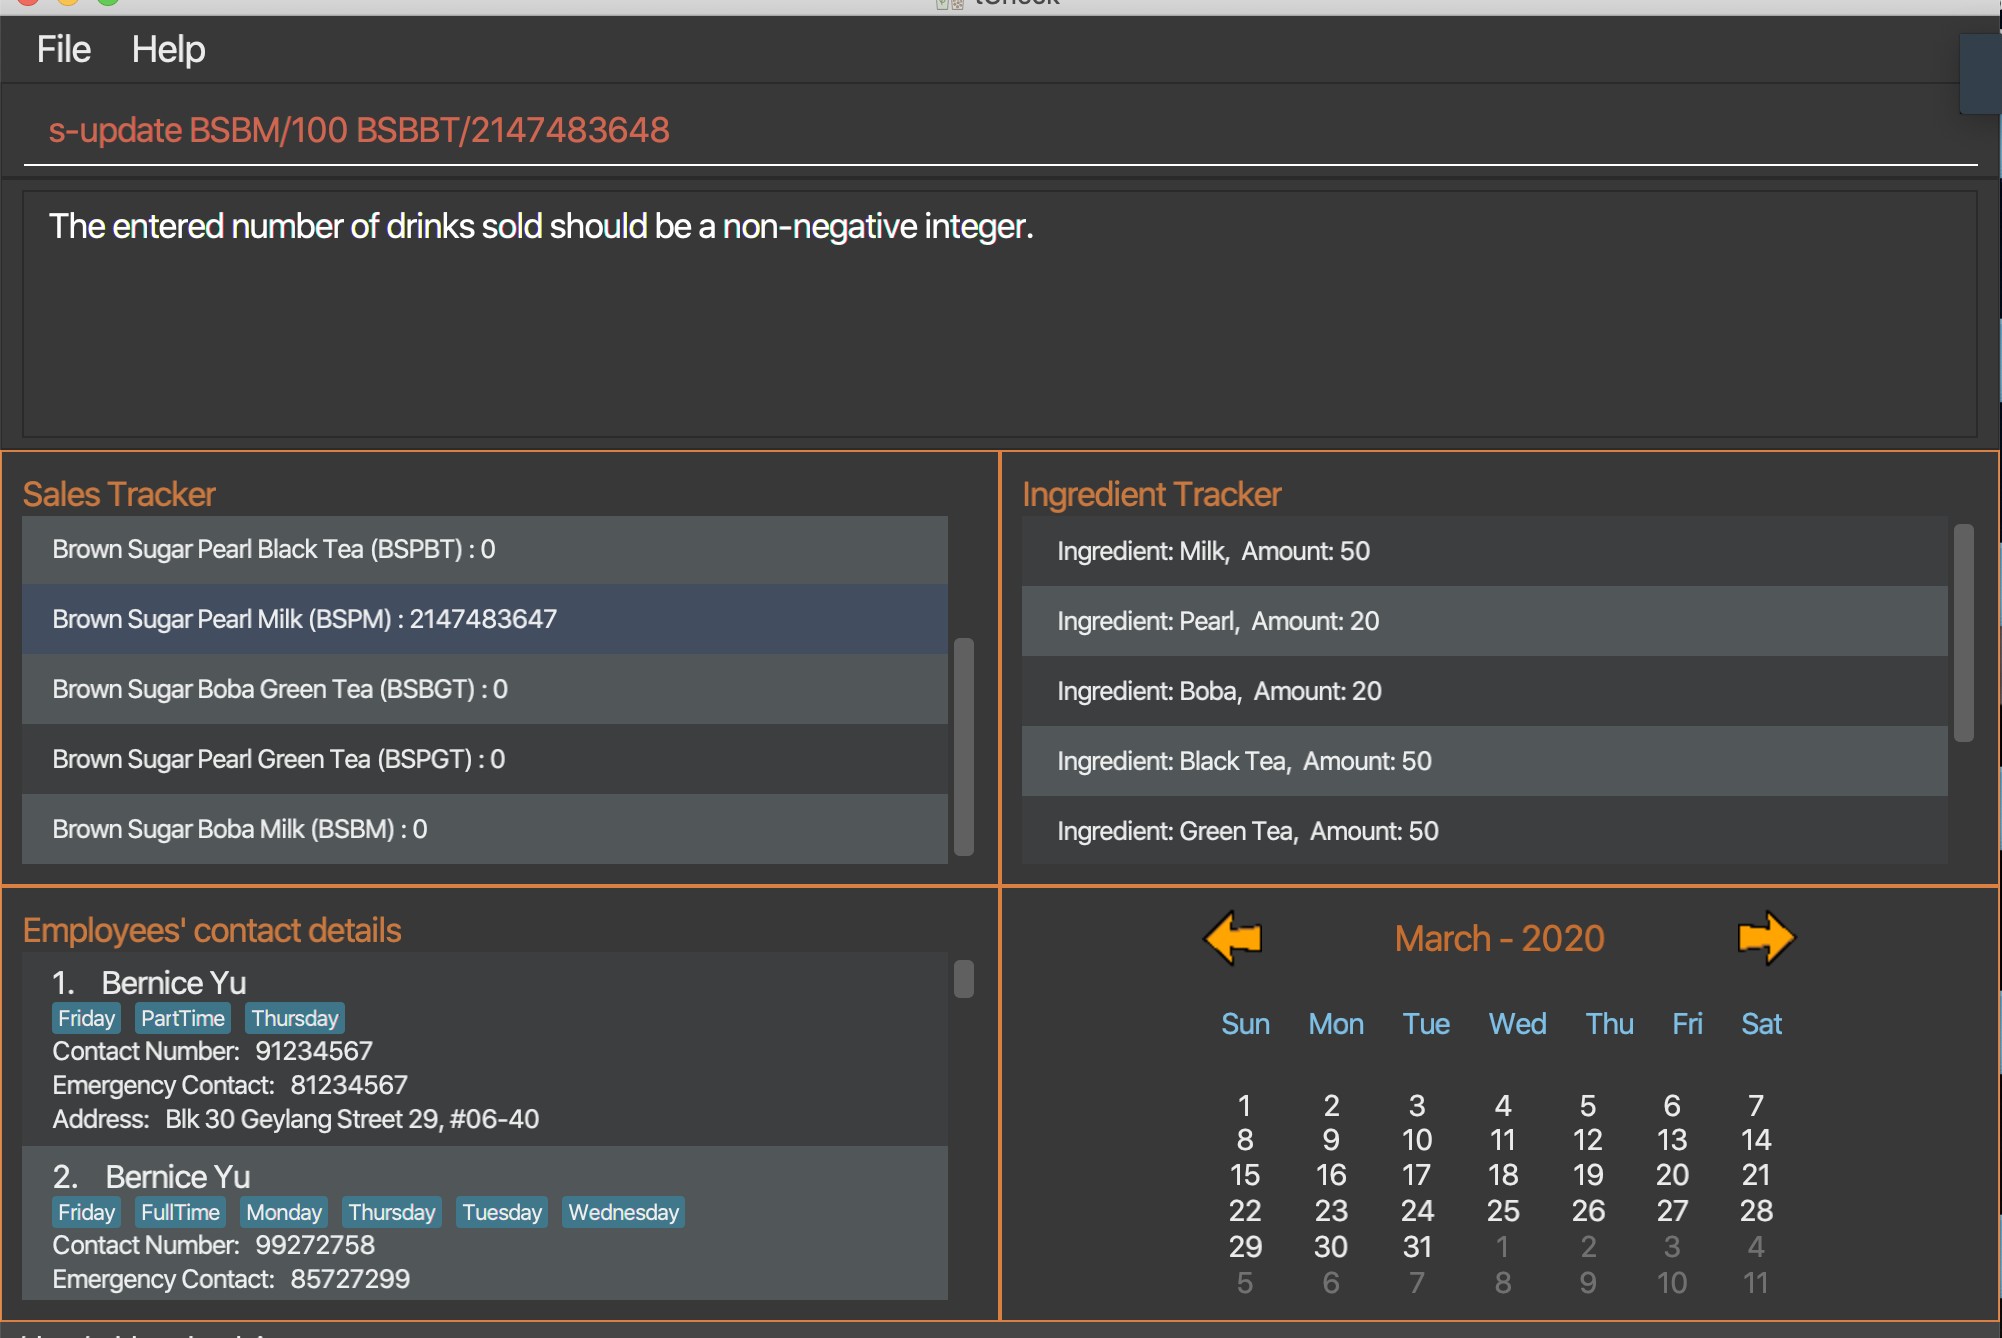 File Help
s-update BSBM/100 BSBBT/2147483648
The entered number of drinks sold should be a non-negative integer.
Sales Tracker
Brown Sugar Pearl Black Tea (BSPBT) : 0
Brown Sugar Pearl Milk (BSPM) : 2147483647
Brown Sugar Boba Green Tea (BSBGT) : 0
Brown Sugar Pearl Green Tea (BSPGT) : 0
Brown Sugar Boba Milk (BSBM) : 0
Ingredient Tracker
Ingredient: Milk, Amount: 50
Ingredient: Pearl, Amount: 20
Ingredient: Boba, Amount: 20
Ingredient: Black Tea, Amount: 50
Ingredient: Green Tea, Amount: 50
Employees' contact details
1. Bernice Yu
Friday PartTime Thursday
Contact Number: 91234567
Emergency Contact: 81234567
Address: Blk 30 Geylang Street 29, #06-40
2. Bernice Yu
Friday FullTime Monday Thursday Tuesday Wednesday
Contact Number: 99272758
Emergency Contact: 85727299
March - 2020
Sun Mon Tue Wed Thu Fri Sat
1 2 3 4 5 6 7
8 9 10 11 12 13 14
15 16 17 18 19 20 21
22 23 24 25 26 27 28
29 30 31 1 2 3 4
5 6 7 8 9 10 11